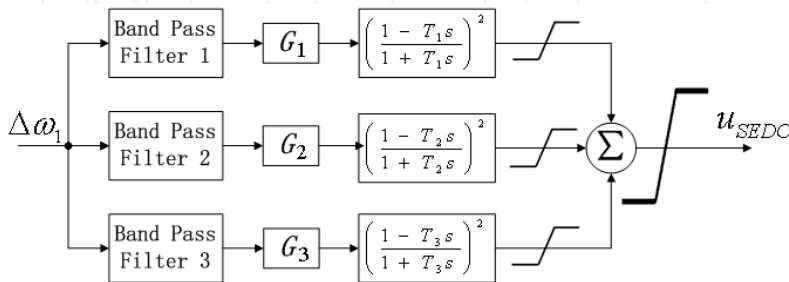 Band Pass Filter 1
G₁
( (1 - T₁s) / (1 + T₁s) )²
Δω₁
Band Pass Filter 2
G₂
( (1 - T₂s) / (1 + T₂s) )²
Σ
u_SEDC
Band Pass Filter 3
G₃
( (1 - T₃s) / (1 + T₃s) )²